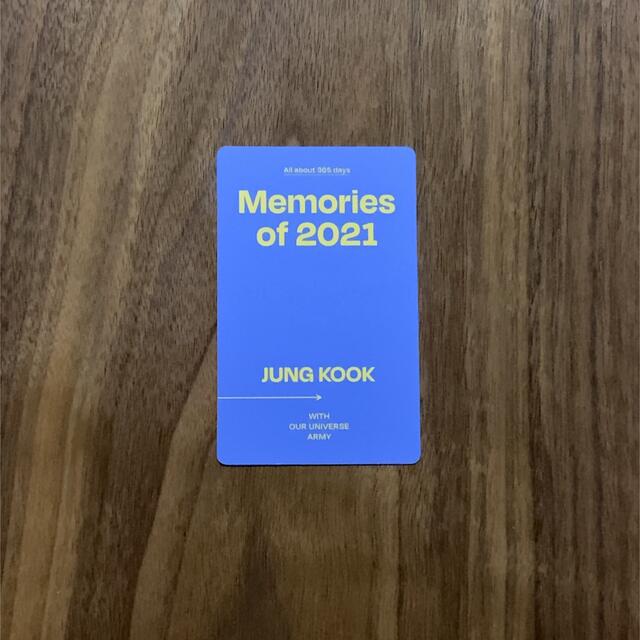 All about 365 days
Memories
of 2021
JUNG KOOK
WITH
OUR UNIVERSE
ARMY